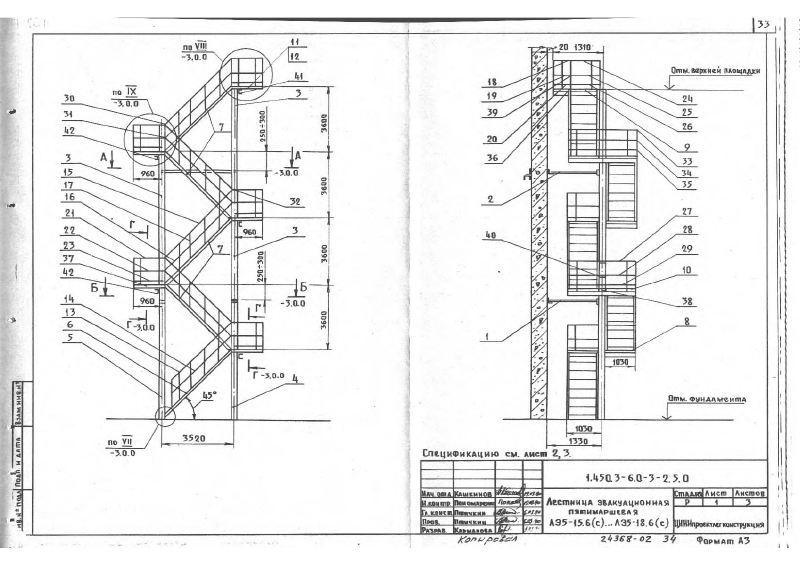 33
по VIII
-3.0.0
11
12
41
3
по IX
-3.0.0
30
31
42
7
250÷300
3600
А
А
960
-3.0.0
3
15
17
16
21
22
23
37
42
Г
32
3600
960
3
7
250÷300
3600
Б
Б
960
Г
-3.0.0
Г
-3.0.0
14
13
6
5
3600
Г
-3.0.0
45°
4
по VII
-3.0.0
3520
20 1310
Отм. верхней площадки
18
19
39
20
36
24
25
26
9
33
34
35
2
27
28
29
10
40
38
1
8
1030
Отм. фундамента
1030
1330
Спецификацию см. лист 2,3.
1.450.3-6.0-3-2.5.0
Лестница эвакуационная
пятимаршевая
ЛЭ5-15.6(с)...ЛЭ5-18.6(с)
Стадия Лист Листов
Р 1 3
ЦНИИпроектлегконструкция
Нач. отд. Кашеинов
Н.контр. Пономаренко
Гл. конст. Пяичкин
Пров. Пяичкин
Разраб. Карманова
Копировал
24368-02 34
Формат А3
Взам. инв. №
Подп. и дата
Инв. № подл.